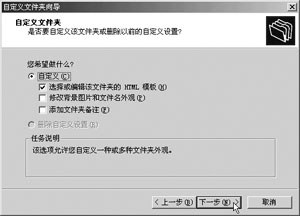 自定义文件夹向导
自定义文件夹
是否要自定义该文件夹或删除以前的自定义设置?
您希望做什么?
自定义(C)
选择或编辑该文件夹的 HTML 模板(H)
修改背景图片和文件名外观(P)
添加文件夹备注(F)
删除自定义设置(R)
任务说明
该选项允许您自定义一种或多种文件夹外观。
< 上一步(B)
下一步(N) >
取消